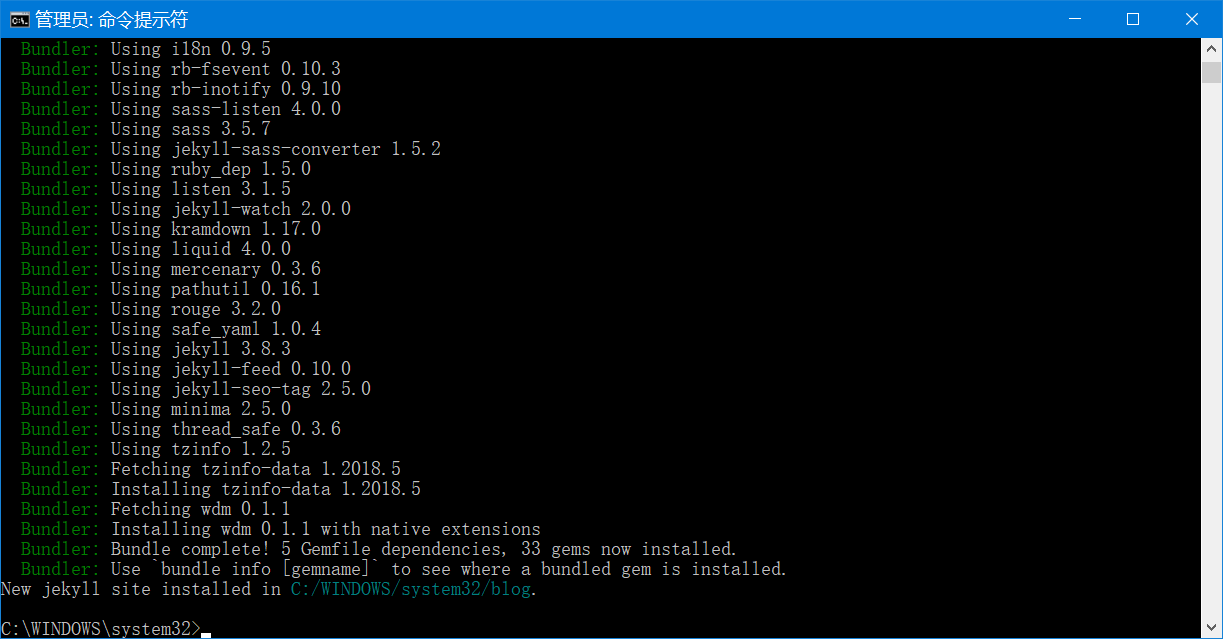 管理员: 命令提示符
Bundler: Using i18n 0.9.5
Bundler: Using rb-fsevent 0.10.3
Bundler: Using rb-inotify 0.9.10
Bundler: Using sass-listen 4.0.0
Bundler: Using sass 3.5.7
Bundler: Using jekyll-sass-converter 1.5.2
Bundler: Using ruby_dep 1.5.0
Bundler: Using listen 3.1.5
Bundler: Using jekyll-watch 2.0.0
Bundler: Using kramdown 1.17.0
Bundler: Using liquid 4.0.0
Bundler: Using mercenary 0.3.6
Bundler: Using pathutil 0.16.1
Bundler: Using rouge 3.2.0
Bundler: Using safe_yaml 1.0.4
Bundler: Using jekyll 3.8.3
Bundler: Using jekyll-feed 0.10.0
Bundler: Using jekyll-seo-tag 2.5.0
Bundler: Using minima 2.5.0
Bundler: Using thread_safe 0.3.6
Bundler: Using tzinfo 1.2.5
Bundler: Fetching tzinfo-data 1.2018.5
Bundler: Installing tzinfo-data 1.2018.5
Bundler: Fetching wdm 0.1.1
Bundler: Installing wdm 0.1.1 with native extensions
Bundler: Bundle complete! 5 Gemfile dependencies, 33 gems now installed.
Bundler: Use `bundle info [gemname]` to see where a bundled gem is installed.
New jekyll site installed in C:/WINDOWS/system32/blog.
C:\WINDOWS\system32>